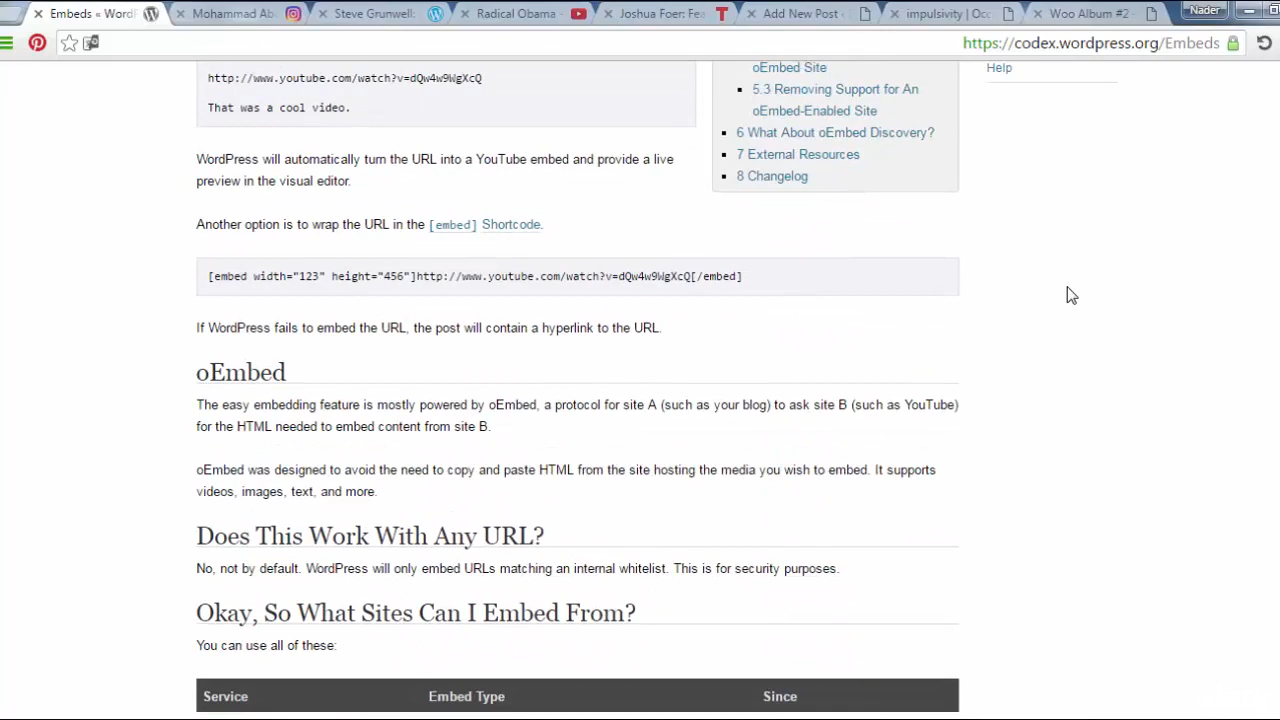 Embeds « WordF
Mohammad Ab
Steve Grunwell:
Radical Obama -
Joshua Foer: Fea
Add New Post ‹
impulsivity | Occ
Woo Album #2 –
Nader
https://codex.wordpress.org/Embeds
http://www.youtube.com/watch?v=dQw4w9WgXcQ
That was a cool video.
oEmbed Site
5.3 Removing Support for An
oEmbed-Enabled Site
6 What About oEmbed Discovery?
7 External Resources
8 Changelog
Help
WordPress will automatically turn the URL into a YouTube embed and provide a live
preview in the visual editor.
Another option is to wrap the URL in the [embed] Shortcode.
[embed width="123" height="456"]http://www.youtube.com/watch?v=dQw4w9WgXcQ[/embed]
If WordPress fails to embed the URL, the post will contain a hyperlink to the URL.
oEmbed
The easy embedding feature is mostly powered by oEmbed, a protocol for site A (such as your blog) to ask site B (such as YouTube)
for the HTML needed to embed content from site B.
oEmbed was designed to avoid the need to copy and paste HTML from the site hosting the media you wish to embed. It supports
videos, images, text, and more.
Does This Work With Any URL?
No, not by default. WordPress will only embed URLs matching an internal whitelist. This is for security purposes.
Okay, So What Sites Can I Embed From?
You can use all of these:
Service Embed Type Since